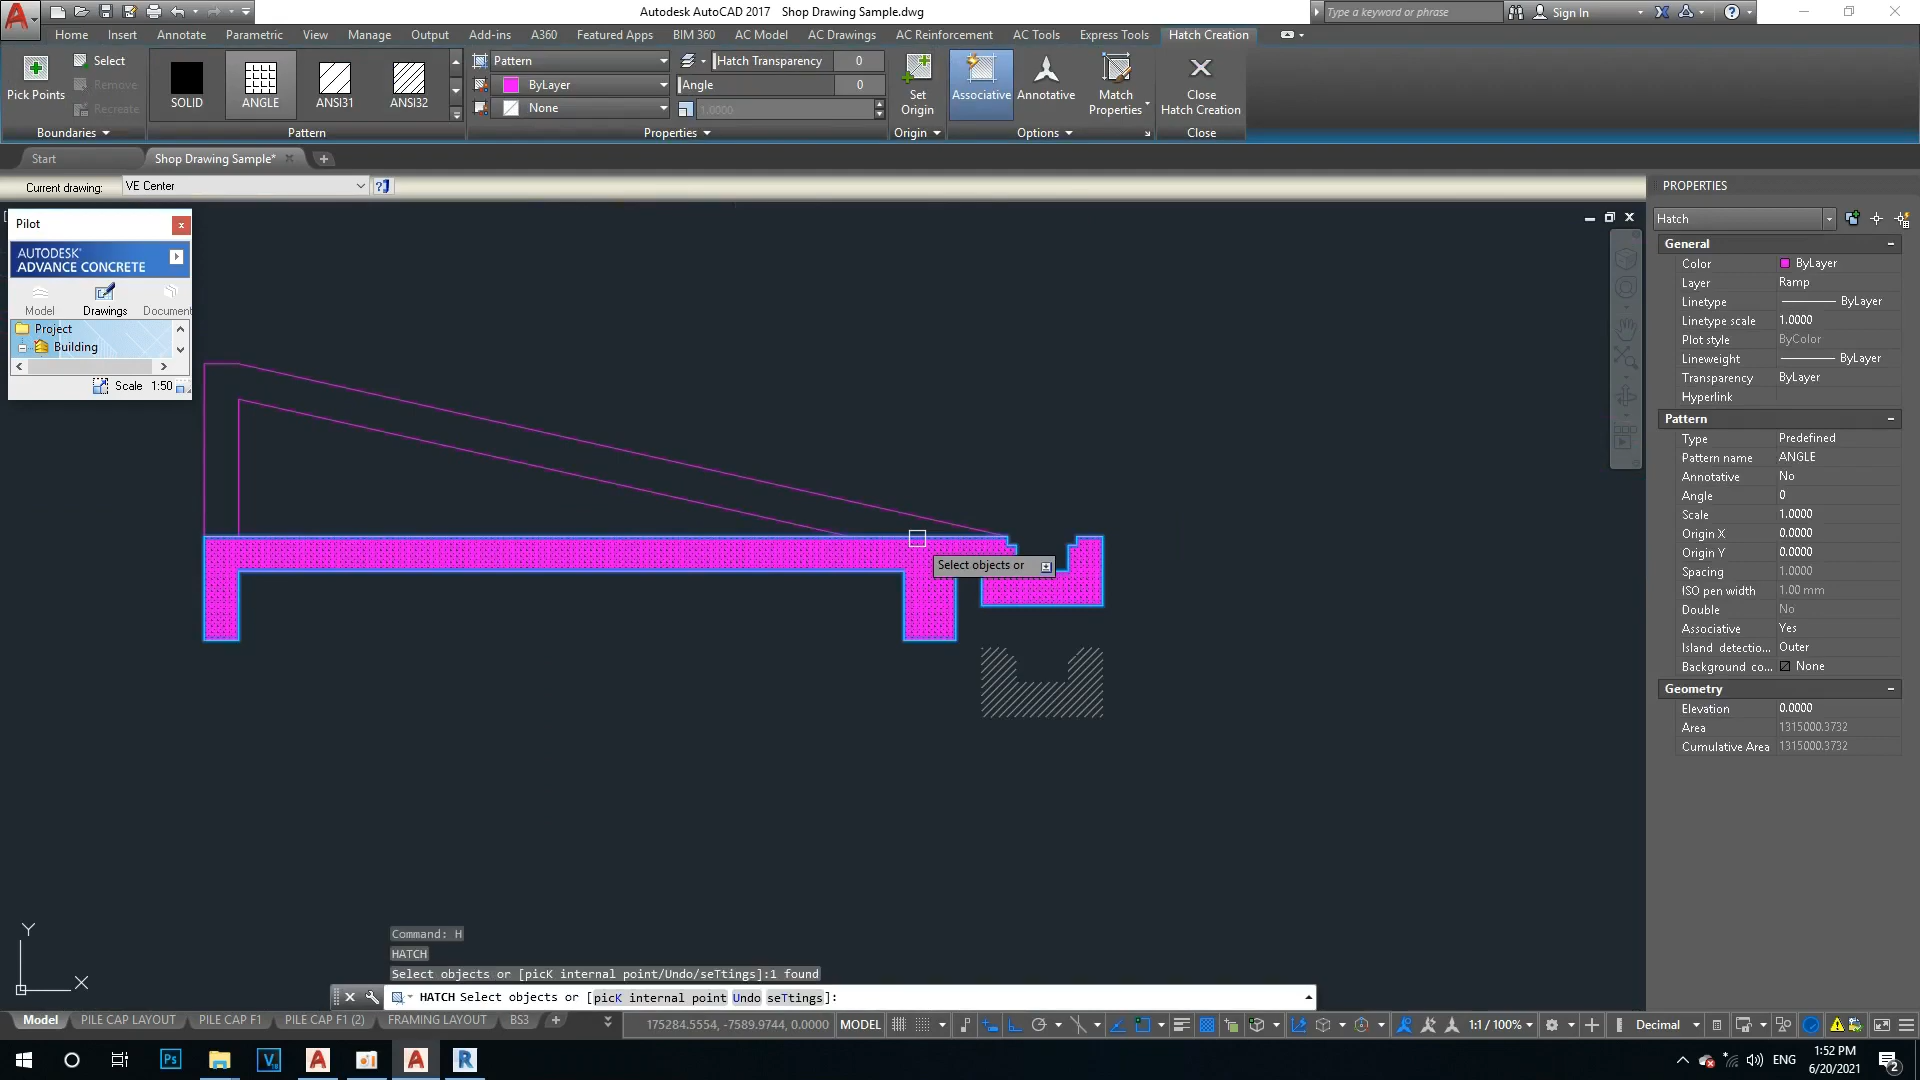 Autodesk AutoCAD 2017 Shop Drawing Sample.dwg
Type a keyword or phrase
Sign In
Home Insert Annotate Parametric View Manage Output Add-ins A360 Featured Apps BIM 360 AC Model AC Drawings AC Reinforcement AC Tools Express Tools Hatch Creation
Pick Points
Select
Remove
Recreate
Boundaries
SOLID
ANGLE
ANSI31
ANSI32
Pattern
Pattern
ByLayer
None
Hatch Transparency 0
Angle 0
1.0000
Properties
Set
Origin
Origin
Associative
Annotative
Match
Properties
Options
Close
Hatch Creation
Close
Start
Shop Drawing Sample*
Current drawing:
VE Center
Pilot
AUTODESK'
ADVANCE CONCRETE
Model
Drawings
Document
Project
Building
Scale 1:50
PROPERTIES
Hatch
General
Color ByLayer
Layer Ramp
Linetype ByLayer
Linetype scale 1.0000
Plot style ByColor
Lineweight ByLayer
Transparency ByLayer
Hyperlink
Pattern
Type Predefined
Pattern name ANGLE
Annotative No
Angle 0
Scale 1.0000
Origin X 0.0000
Origin Y 0.0000
Spacing 1.0000
ISO pen width 1.00 mm
Double No
Associative Yes
Island detectio... Outer
Background co... None
Geometry
Elevation 0.0000
Area 1315000.3732
Cumulative Area 1315000.3732
Select objects or
Y
X
Command: H
HATCH
Select objects or [picK internal point/Undo/seTtings]:1 found
HATCH Select objects or [picK internal point Undo seTtings]:
Model PILE CAP LAYOUT PILE CAP F1 PILE CAP F1 (2) FRAMING LAYOUT BS3
175284.5554, -7589.9744, 0.0000 MODEL
1:1 / 100%
Decimal
Ps
V
A
A
R
ENG
1:52 PM
6/20/2021
2